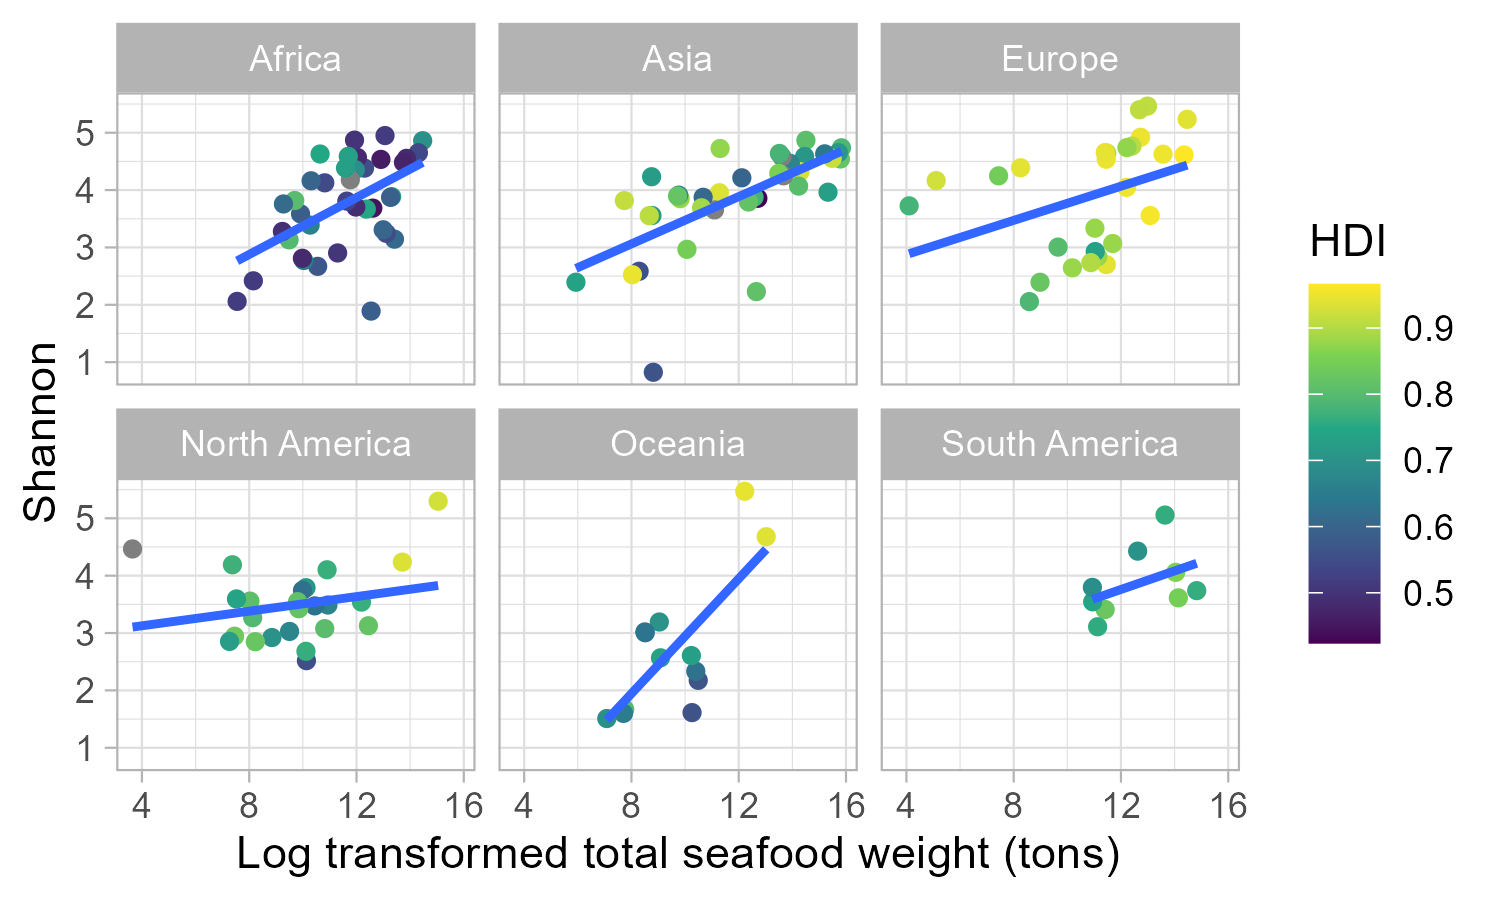 Africa Asia Europe
5
4
3
2
1
North America Oceania South America
5
4
3
2
1
4 8 12 16 4 8 12 16 4 8 12 16
Log transformed total seafood weight (tons)
Shannon
HDI
0.9
0.8
0.7
0.6
0.5